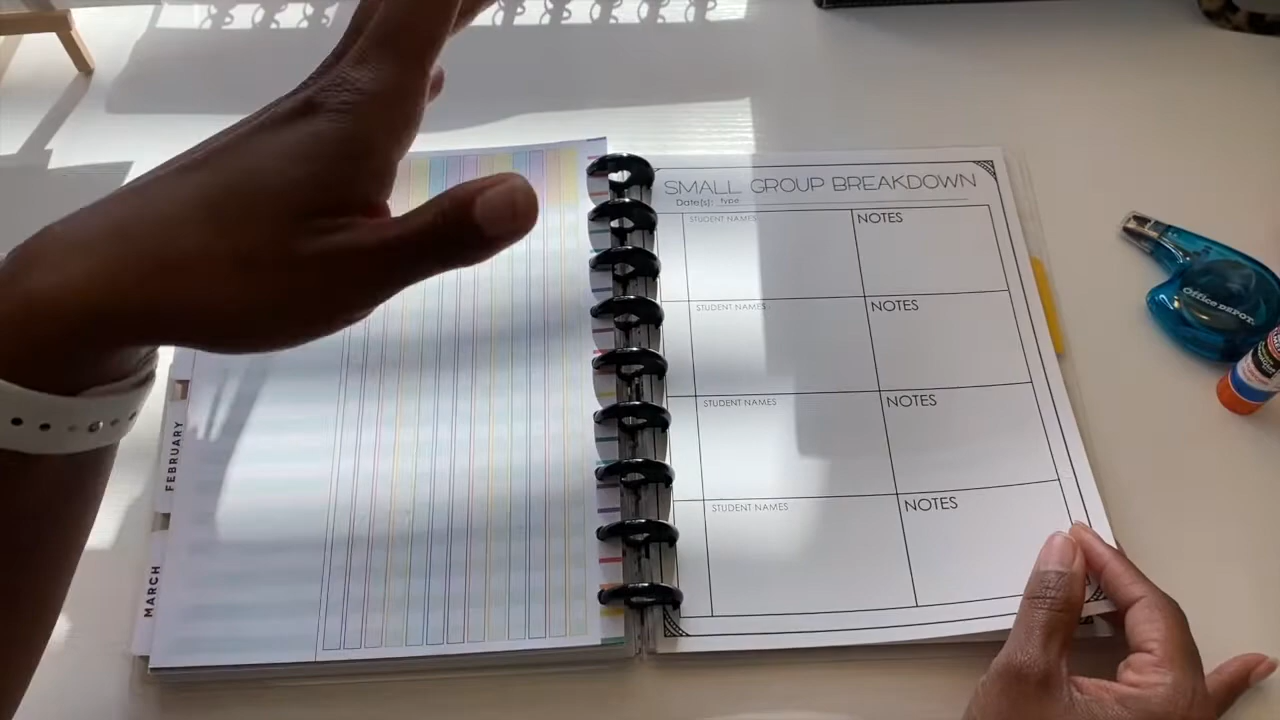 FEBRUARY
MARCH
SMALL GROUP BREAKDOWN
Date(s): type
STUDENT NAMES
NOTES
STUDENT NAMES
NOTES
STUDENT NAMES
NOTES
STUDENT NAMES
NOTES
Office DEPOT